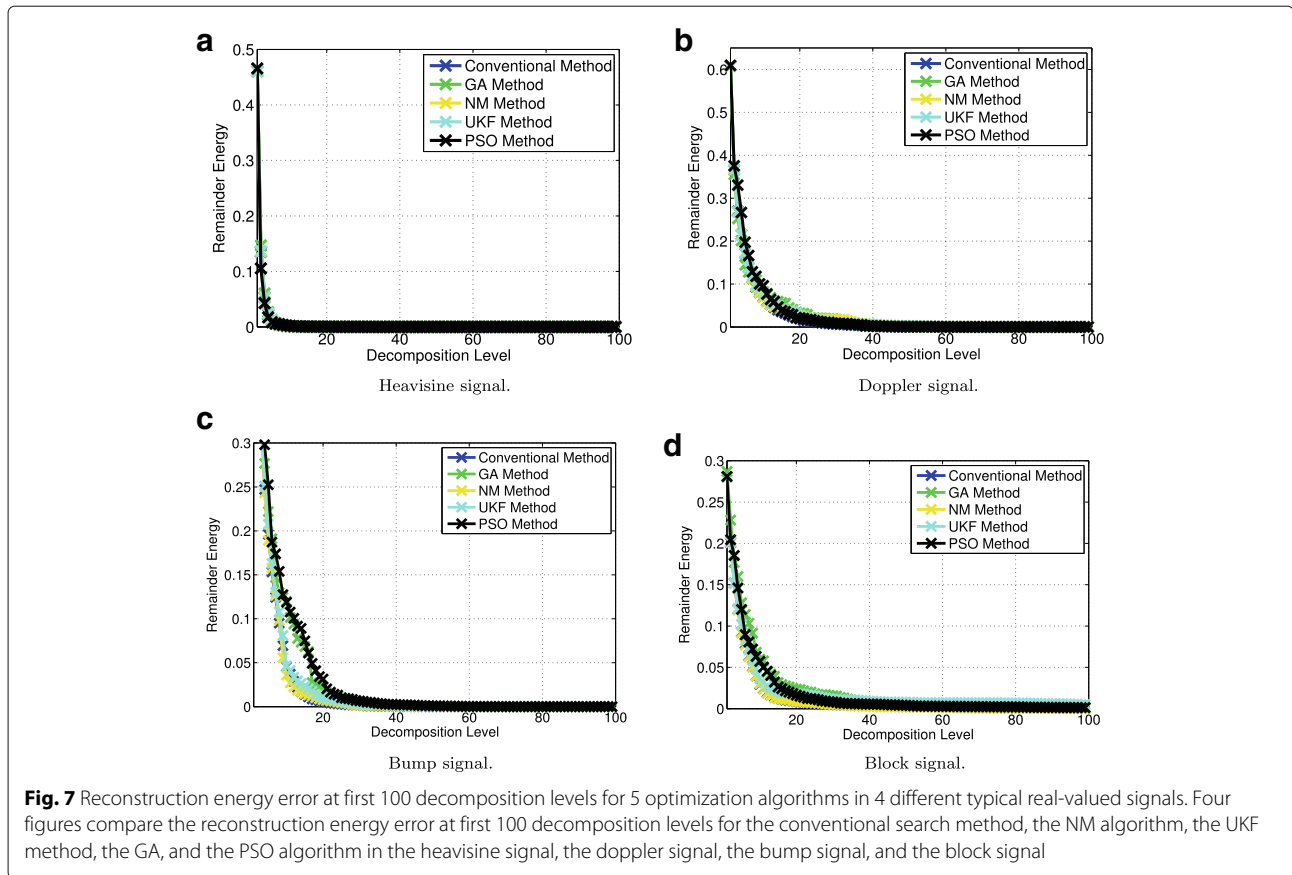 a
0.5
0.4
0.3
0.2
0.1
0
20
40
60
80
100
Remainder Energy
Decomposition Level
Conventional Method
GA Method
NM Method
UKF Method
PSO Method
Heavisine signal.
b
0.6
0.5
0.4
0.3
0.2
0.1
0
20
40
60
80
100
Remainder Energy
Decomposition Level
Conventional Method
GA Method
NM Method
UKF Method
PSO Method
Doppler signal.
c
0.3
0.25
0.2
0.15
0.1
0.05
0
20
40
60
80
100
Remainder Energy
Decomposition Level
Conventional Method
GA Method
NM Method
UKF Method
PSO Method
Bump signal.
d
0.3
0.25
0.2
0.15
0.1
0.05
0
20
40
60
80
100
Remainder Energy
Decomposition Level
Conventional Method
GA Method
NM Method
UKF Method
PSO Method
Block signal.
Fig. 7 Reconstruction energy error at first 100 decomposition levels for 5 optimization algorithms in 4 different typical real-valued signals. Four
figures compare the reconstruction energy error at first 100 decomposition levels for the conventional search method, the NM algorithm, the UKF
method, the GA, and the PSO algorithm in the heavisine signal, the doppler signal, the bump signal, and the block signal